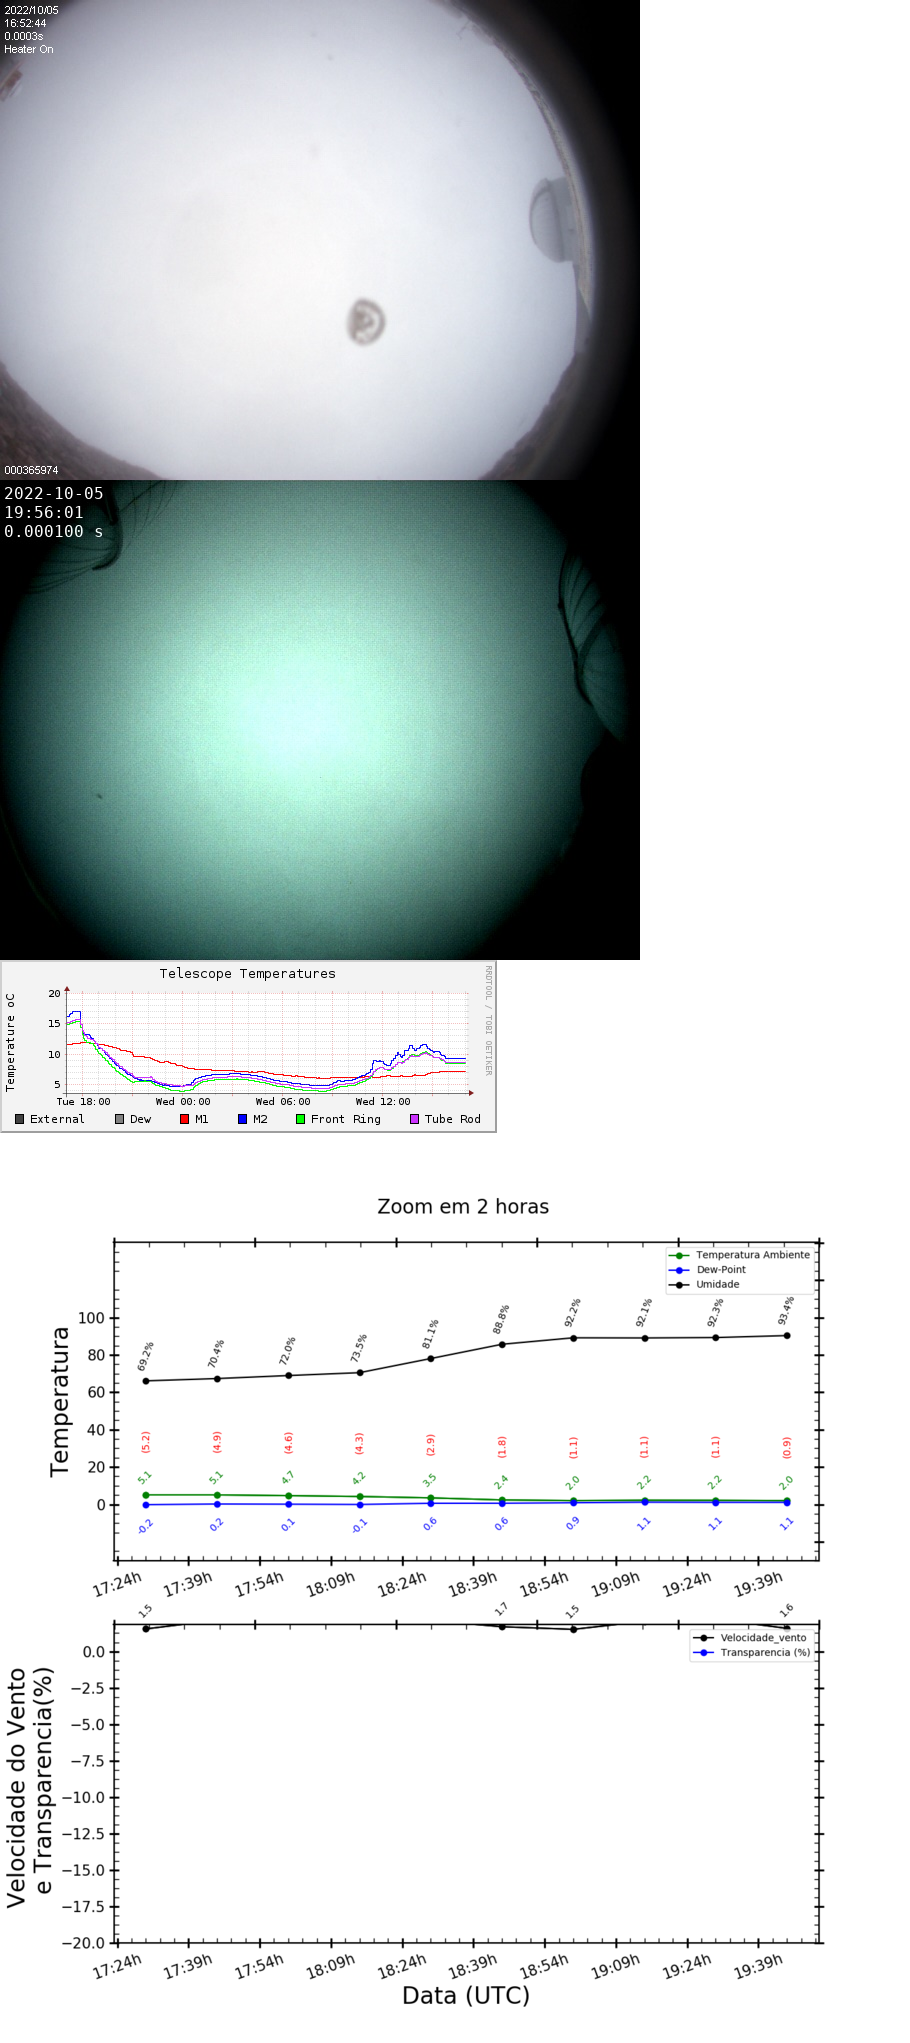 2022/10/05
16:52:44
0.0003s
Heater On
000365974
2022-10-05
19:56:01
0.000100 s
Telescope Temperatures
RRDTOOL / TOBI OETIKER
Temperature oC
20
15
10
5
Tue 18:00 Wed 00:00 Wed 06:00 Wed 12:00
External Dew M1 M2 Front Ring Tube Rod
Zoom em 2 horas
Temperatura Ambiente
Dew-Point
Umidade
Temperatura
100
80
60
40
20
0
69.2% 70.4% 72.0% 73.5% 81.1% 88.8% 92.2% 92.1% 92.3% 93.4%
(5.2) (4.9) (4.6) (4.3) (2.9) (1.8) (1.1) (1.1) (1.1) (0.9)
5.1 5.1 4.7 4.2 3.5 2.4 2.0 2.2 2.2 2.0
-0.2 0.2 0.1 -0.1 0.6 0.6 0.9 1.1 1.1 1.1
17:24h 17:39h 17:54h 18:09h 18:24h 18:39h 18:54h 19:09h 19:24h 19:39h
1.5 1.7 1.5 1.6
Velocidade_vento
Transparencia (%)
Velocidade do Vento
e Transparencia(%)
0.0
−2.5
−5.0
−7.5
−10.0
−12.5
−15.0
−17.5
−20.0
17:24h 17:39h 17:54h 18:09h 18:24h 18:39h 18:54h 19:09h 19:24h 19:39h
Data (UTC)